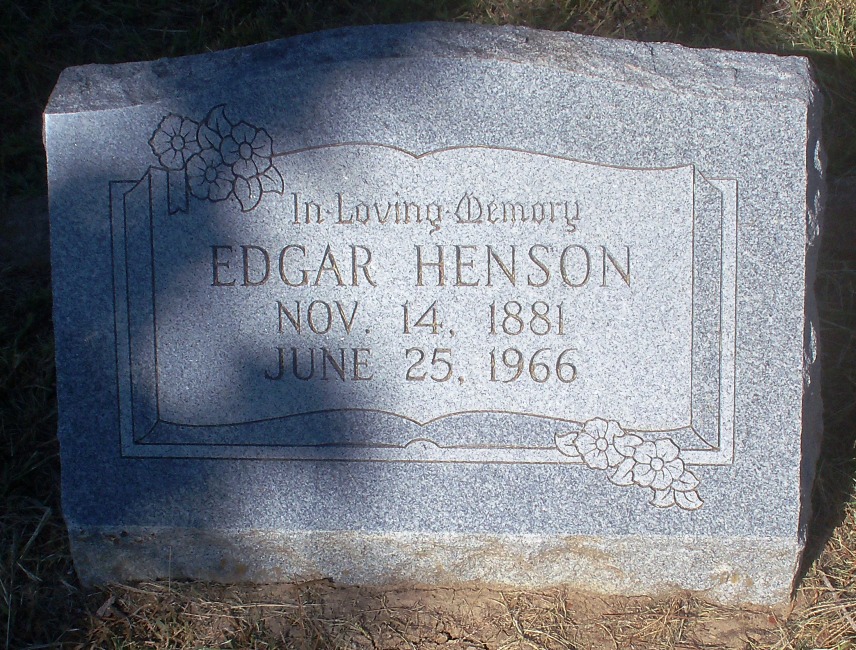 In·Loving·Memory
EDGAR HENSON
NOV. 14, 1881
JUNE 25, 1966